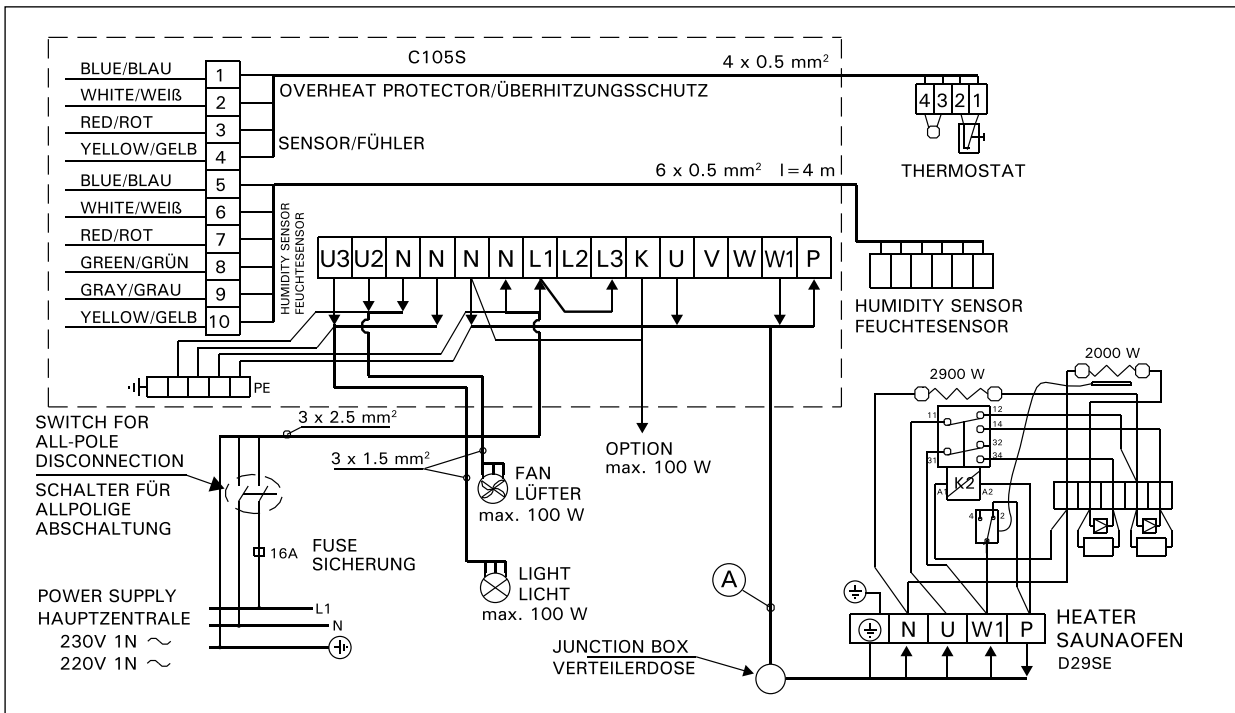 C105S
4 x 0.5 mm²
BLUE/BLAU 1
WHITE/WEIß 2
RED/ROT 3
YELLOW/GELB 4
BLUE/BLAU 5
WHITE/WEIß 6
RED/ROT 7
GREEN/GRÜN 8
GRAY/GRAU 9
YELLOW/GELB 10
OVERHEAT PROTECTOR/ÜBERHITZUNGSSCHUTZ
SENSOR/FÜHLER
4 3 2 1
THERMOSTAT
6 x 0.5 mm² l=4 m
HUMIDITY SENSOR
FEUCHTESENSOR
U3 U2 N N N N L1 L2 L3 K U V W W1 P
HUMIDITY SENSOR
FEUCHTESENSOR
PE
SWITCH FOR
ALL-POLE
DISCONNECTION
SCHALTER FÜR
ALLPOLIGE
ABSCHALTUNG
3 x 2.5 mm²
3 x 1.5 mm²
FAN
LÜFTER
max. 100 W
OPTION
max. 100 W
16A
FUSE
SICHERUNG
LIGHT
LICHT
max. 100 W
POWER SUPPLY
HAUPTZENTRALE
230V 1N ~
220V 1N ~
L1
N
A
JUNCTION BOX
VERTEILERDOSE
2000 W
2900 W
11
12
14
32
31
34
A1
K2
A2
4
2
N U W1 P
HEATER
SAUNAOFEN
D29SE